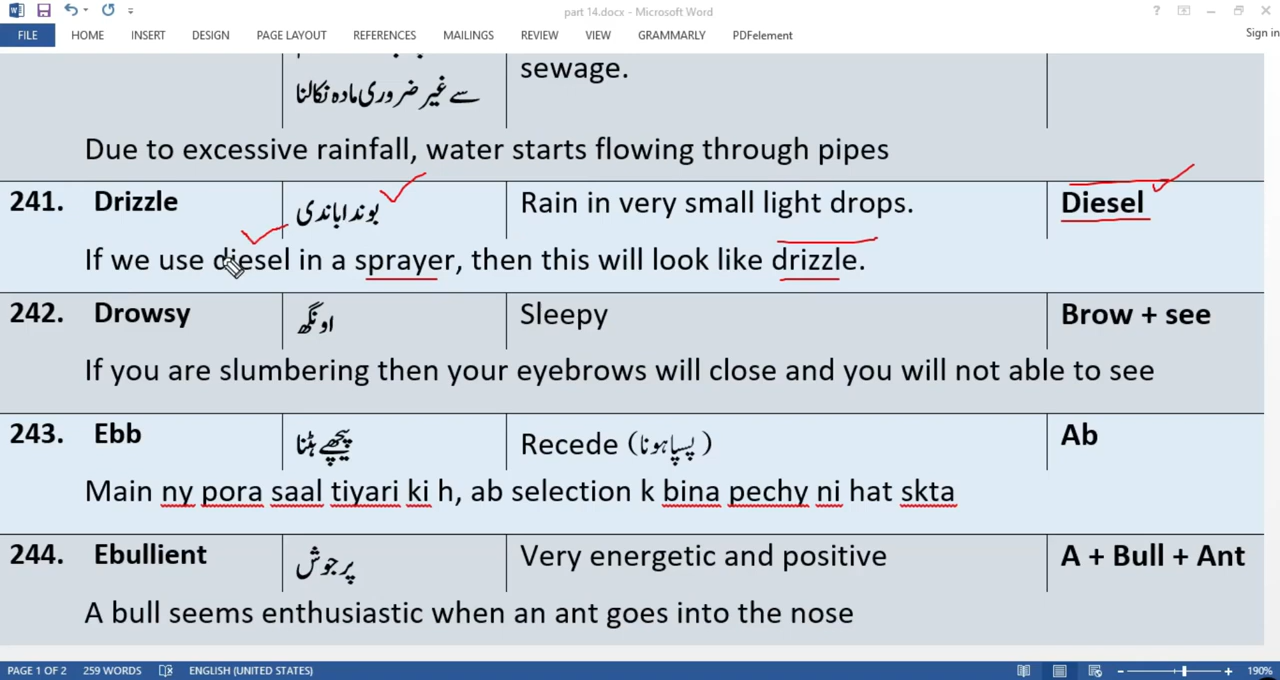 part 14.docx - Microsoft Word
Sign in
FILE HOME INSERT DESIGN PAGE LAYOUT REFERENCES MAILINGS REVIEW VIEW GRAMMARLY PDFelement
sewage.
سے غیر ضروری مادہ نکالنا
Due to excessive rainfall, water starts flowing through pipes
241. Drizzle بوندا باندی Rain in very small light drops. Diesel
If we use diesel in a sprayer, then this will look like drizzle.
242. Drowsy اونگھ Sleepy Brow + see
If you are slumbering then your eyebrows will close and you will not able to see
243. Ebb پیچھے ہٹنا Recede (پسپا ہونا) Ab
Main ny pora saal tiyari ki h, ab selection k bina pechy ni hat skta
244. Ebullient پرجوش Very energetic and positive A + Bull + Ant
A bull seems enthusiastic when an ant goes into the nose
PAGE 1 OF 2 259 WORDS ENGLISH (UNITED STATES) 190%